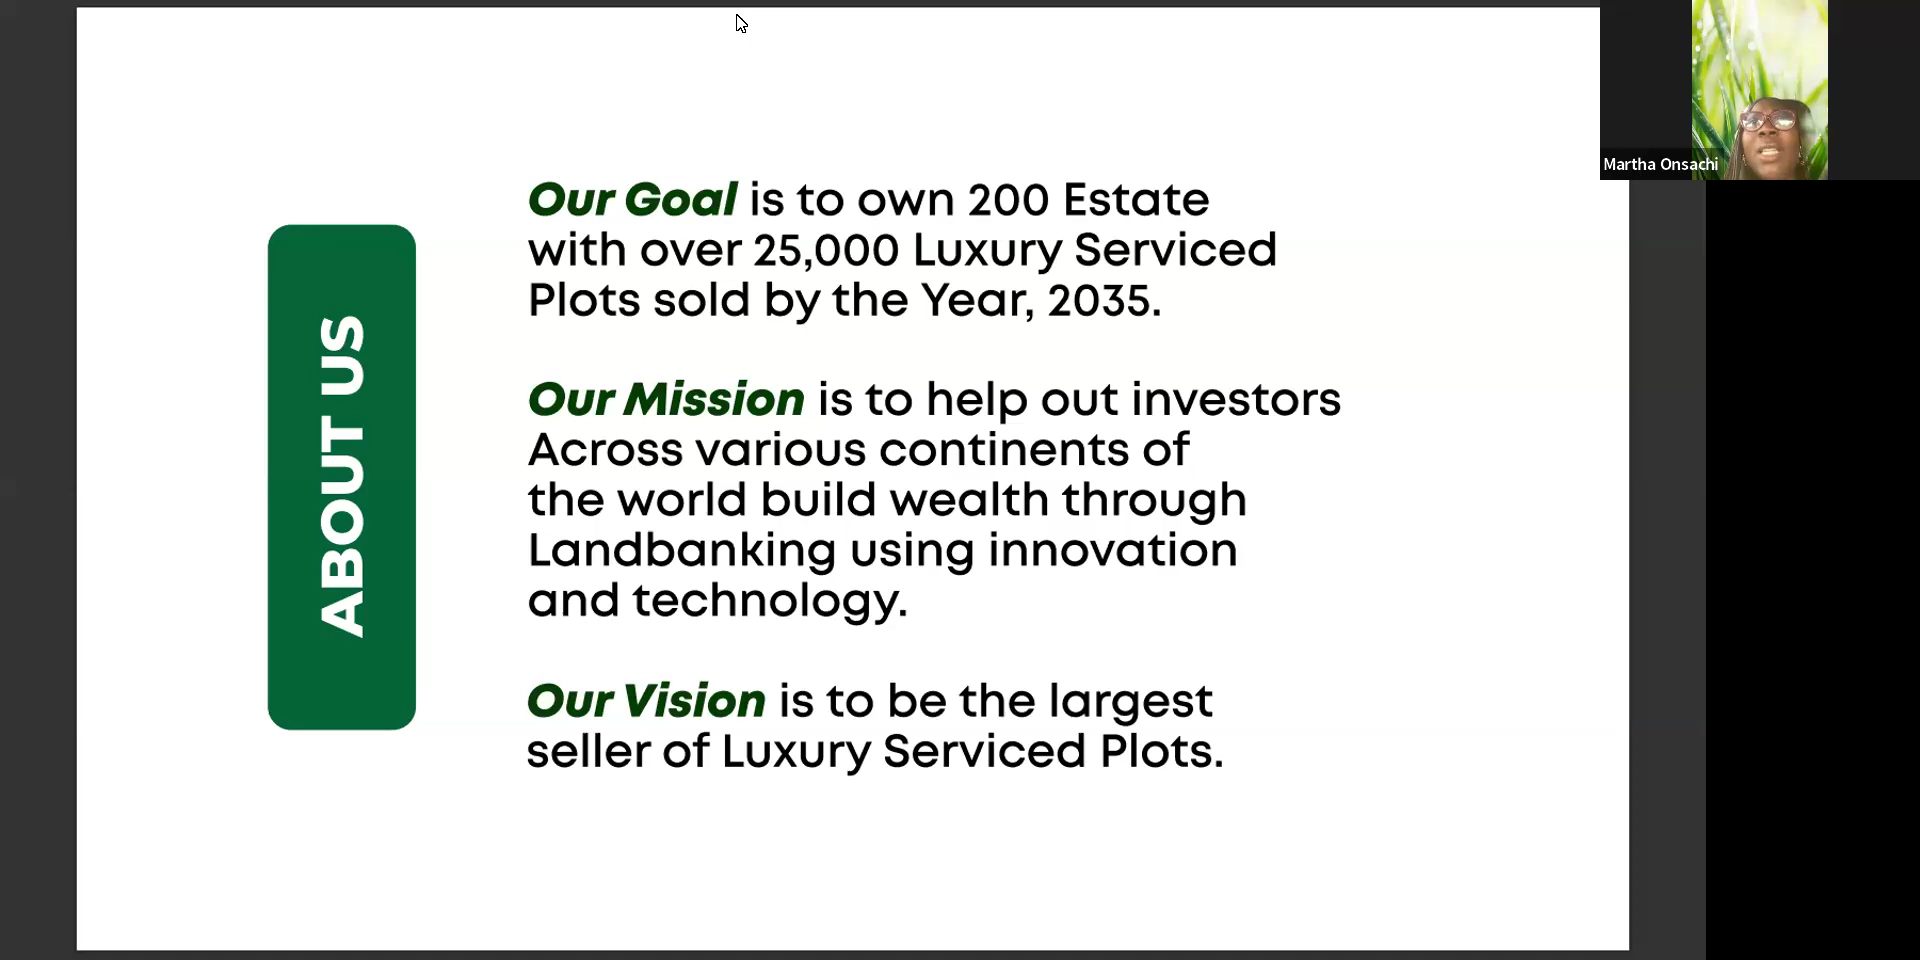 ABOUT US
Our Goal is to own 200 Estate
with over 25,000 Luxury Serviced
Plots sold by the Year, 2035.
Our Mission is to help out investors
Across various continents of
the world build wealth through
Landbanking using innovation
and technology.
Our Vision is to be the largest
seller of Luxury Serviced Plots.
Martha Onsachi